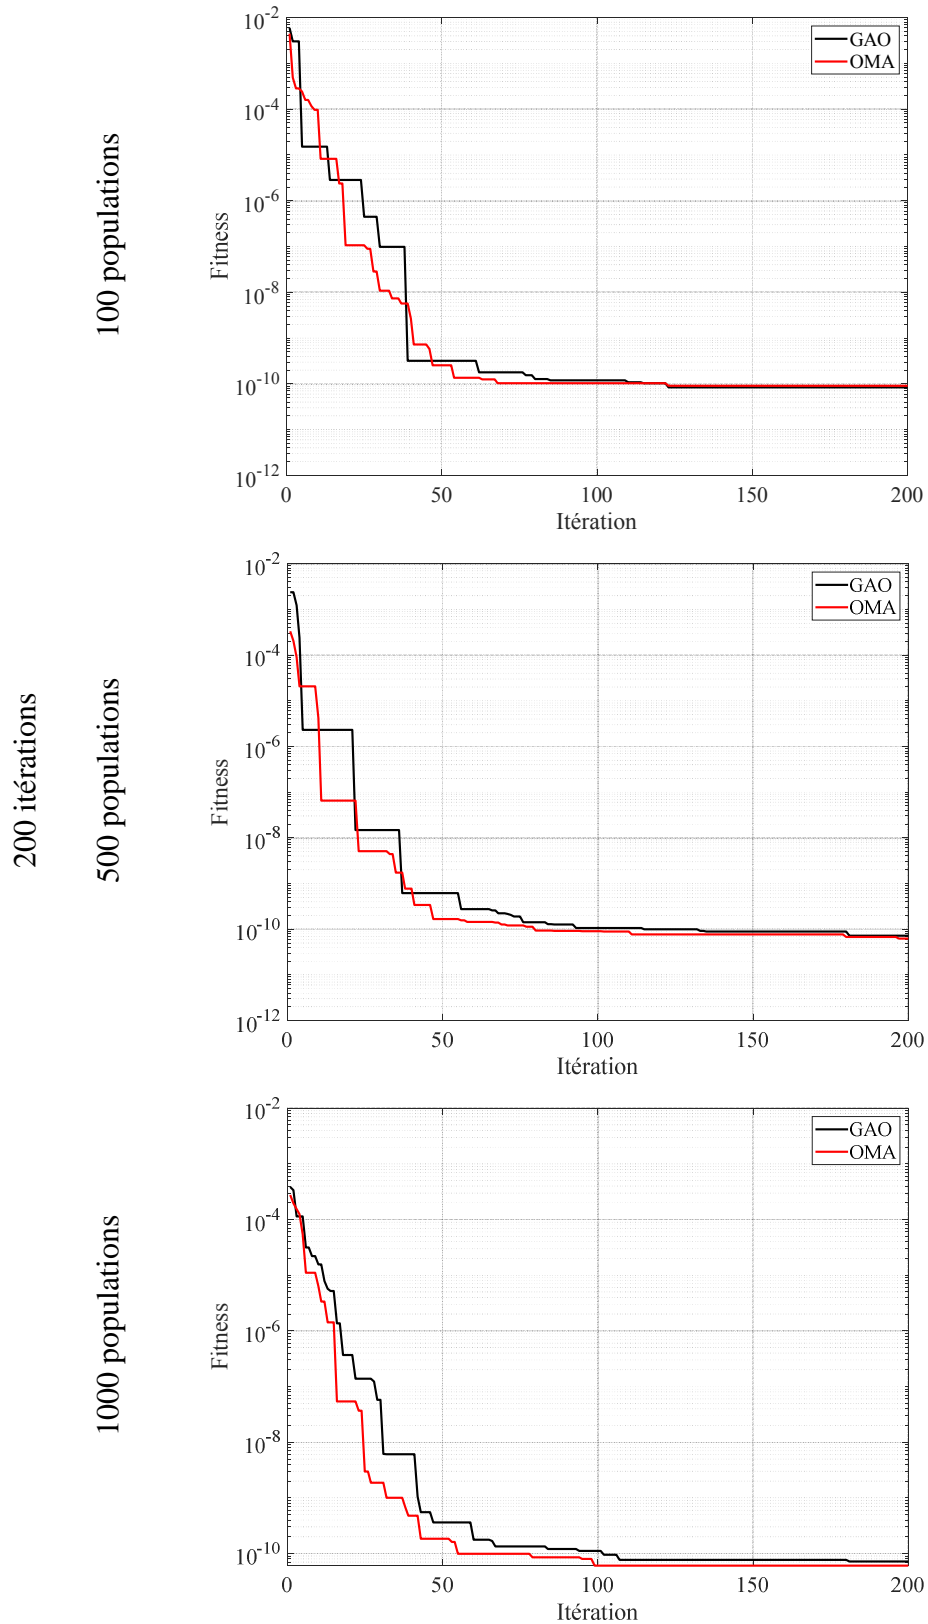 200 itérations
100 populations
10-2
10-4
10-6
10-8
10-10
10-12
Fitness
0 50 100 150 200
Itération
GAO
OMA
500 populations
10-2
10-4
10-6
10-8
10-10
10-12
Fitness
0 50 100 150 200
Itération
GAO
OMA
1000 populations
10-2
10-4
10-6
10-8
10-10
Fitness
0 50 100 150 200
Itération
GAO
OMA